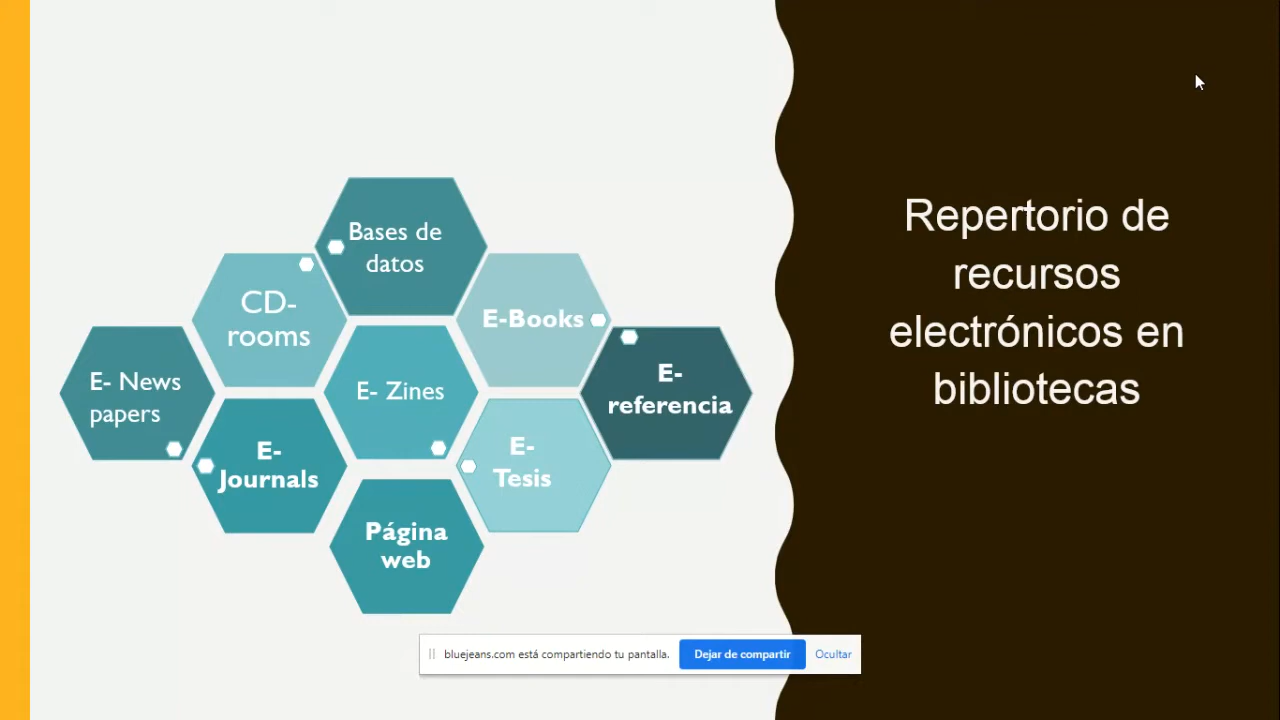 Bases de
datos
CD-
rooms
E-Books
E- News
papers
E- Zines
E-
referencia
E-
Journals
E-
Tesis
Página
web
Repertorio de
recursos
electrónicos en
bibliotecas
bluejeans.com está compartiendo tu pantalla.
Dejar de compartir
Ocultar